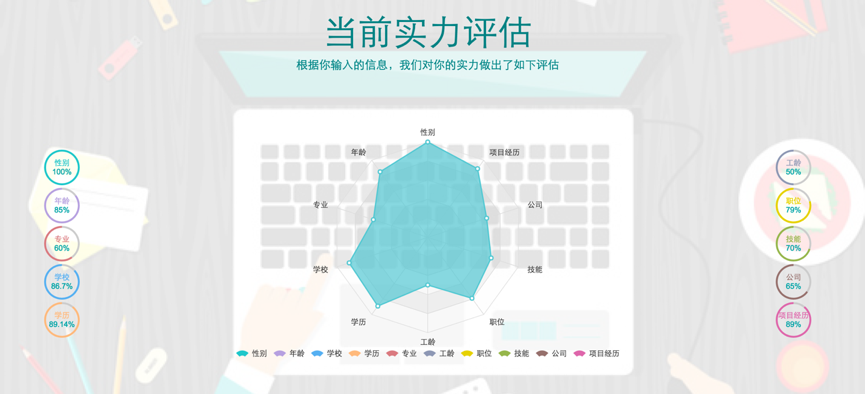 当前实力评估
根据你输入的信息，我们对你的实力做出了如下评估
性别
100%
年龄
85%
专业
60%
学校
86.7%
学历
89.14%
性别
年龄
项目经历
专业
公司
学校
技能
学历
职位
工龄
性别 年龄 学校 学历 专业 工龄 职位 技能 公司 项目经历
工龄
50%
职位
79%
技能
70%
公司
65%
项目经历
89%